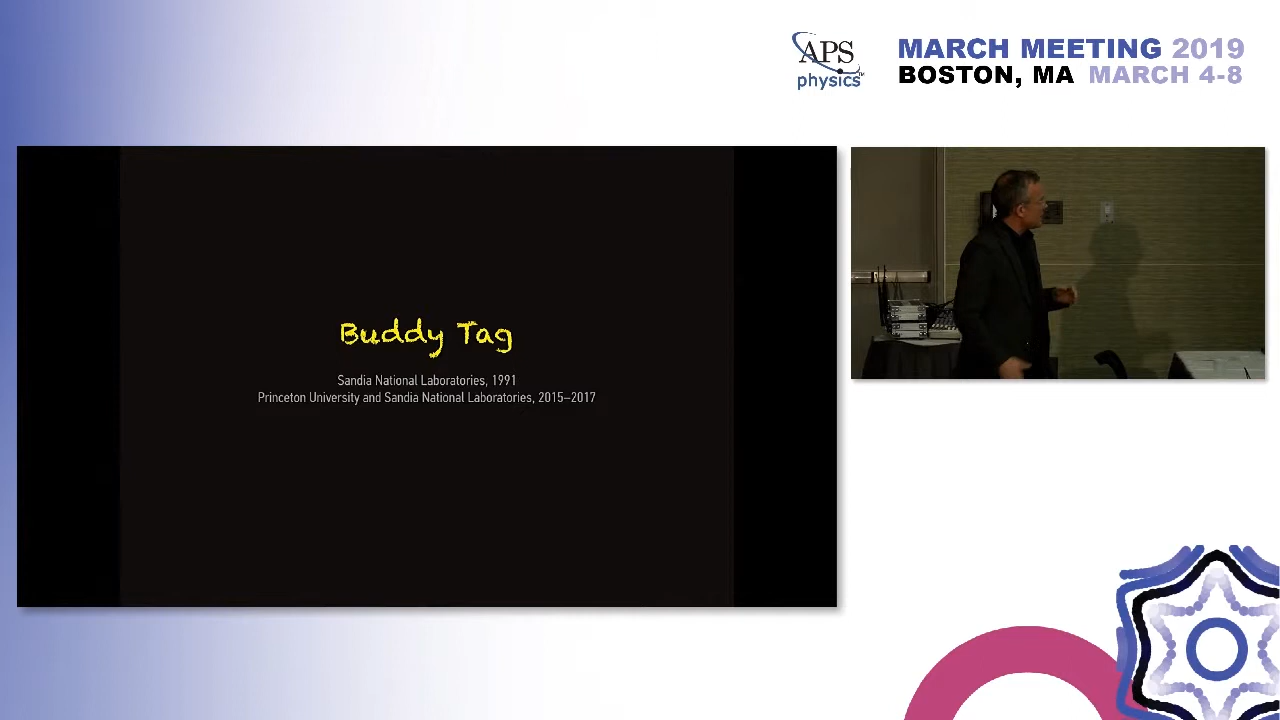 APS
physics™
MARCH MEETING 2019
BOSTON, MA MARCH 4-8
Buddy Tag
Sandia National Laboratories, 1991
Princeton University and Sandia National Laboratories, 2015–2017